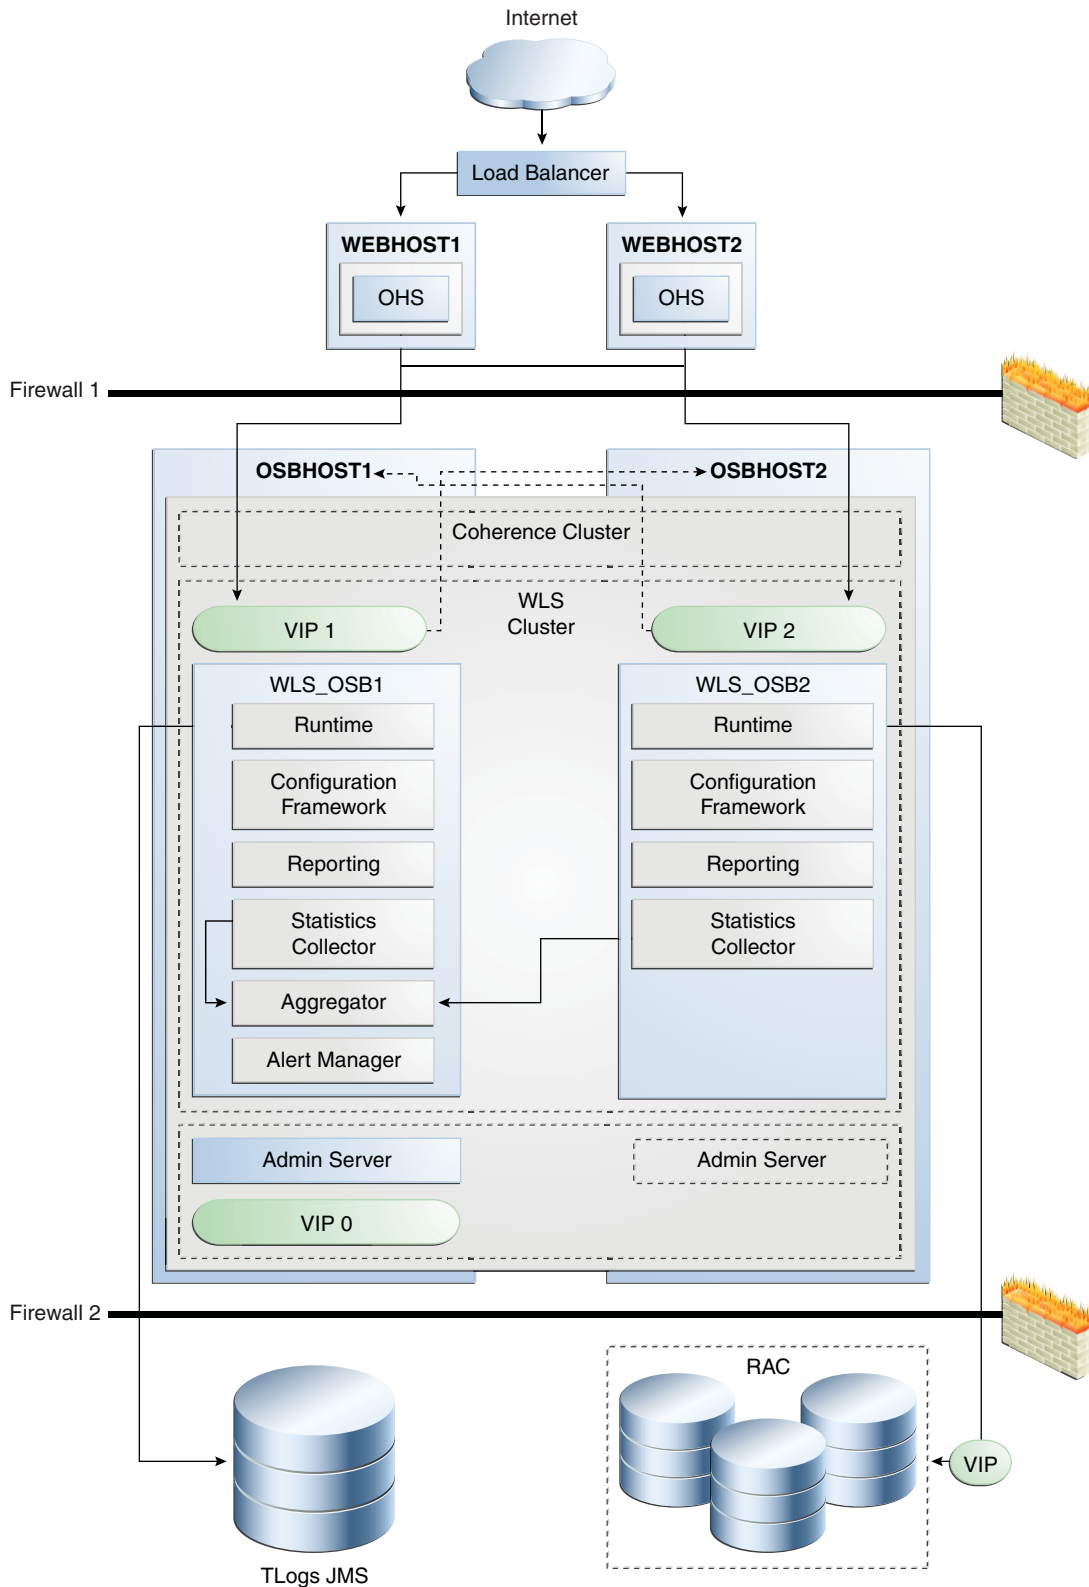 Internet
Load Balancer
WEBHOST1
WEBHOST2
OHS
OHS
Firewall 1
OSBHOST1
OSBHOST2
Coherence Cluster
WLS
Cluster
VIP 1
VIP 2
WLS_OSB1
Runtime
Configuration
Framework
Reporting
Statistics
Collector
Aggregator
Alert Manager
WLS_OSB2
Runtime
Configuration
Framework
Reporting
Statistics
Collector
Admin Server
Admin Server
VIP 0
Firewall 2
RAC
VIP
TLogs JMS